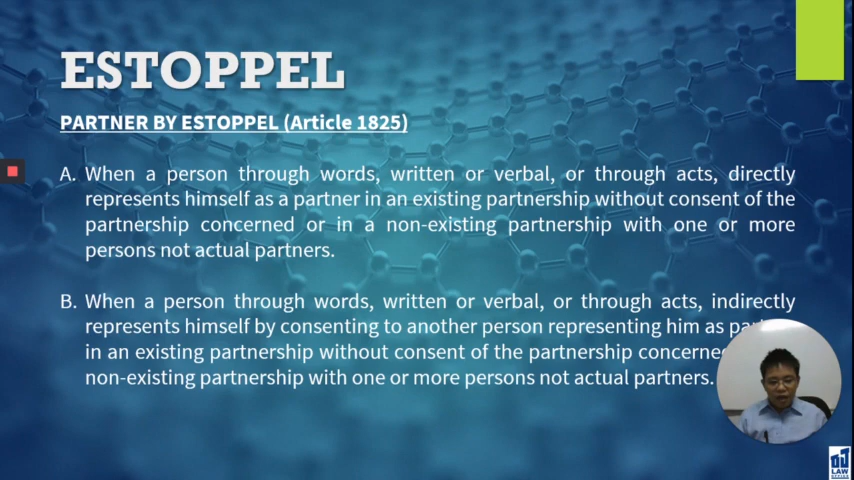 ESTOPPEL
PARTNER BY ESTOPPEL (Article 1825)
A. When a person through words, written or verbal, or through acts, directly
represents himself as a partner in an existing partnership without consent of the
partnership concerned or in a non-existing partnership with one or more
persons not actual partners.
B. When a person through words, written or verbal, or through acts, indirectly
represents himself by consenting to another person representing him as
in an existing partnership without consent of the partnership
non-existing partnership with one or more persons not actual partners.
LAW